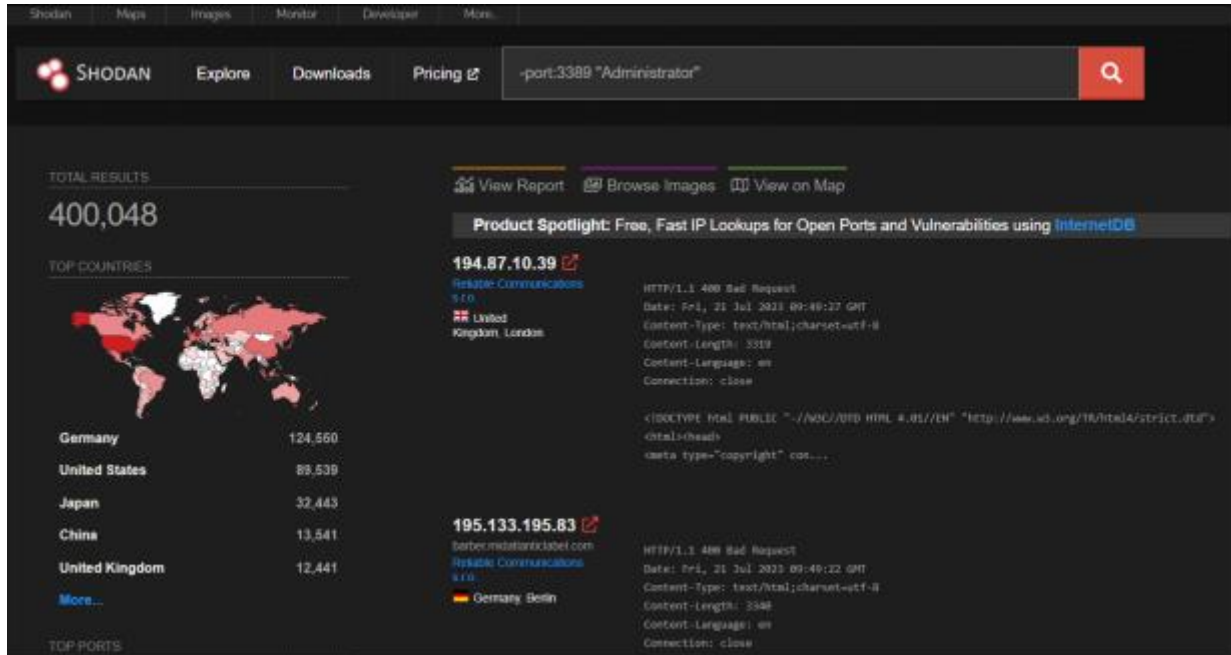 Shodan Maps Images Monitor Developer More...
SHODAN Explore Downloads Pricing -port:3389 "Administrator"
TOTAL RESULTS
400,048
TOP COUNTRIES
Germany 124,560
United States 89,539
Japan 32,443
China 13,541
United Kingdom 12,441
More...
TOP PORTS
View Report Browse Images View on Map
Product Spotlight: Free, Fast IP Lookups for Open Ports and Vulnerabilities using InternetDB
194.87.10.39
Reliable Communications
s.r.o.
United
Kingdom, London
HTTP/1.1 400 Bad Request
Date: Fri, 21 Jul 2023 09:49:27 GMT
Content-Type: text/html;charset=utf-8
Content-Length: 3319
Content-Language: en
Connection: close
<!DOCTYPE html PUBLIC "-//W3C//DTD HTML 4.01//EN" "http://www.w3.org/TR/html4/strict.dtd">
<html><head>
<meta type="copyright" con...
195.133.195.83
barber.midatlanticlabel.com
Reliable Communications
s.r.o.
Germany, Berlin
HTTP/1.1 400 Bad Request
Date: Fri, 21 Jul 2023 09:49:22 GMT
Content-Type: text/html;charset=utf-8
Content-Length: 3340
Content-Language: en
Connection: close